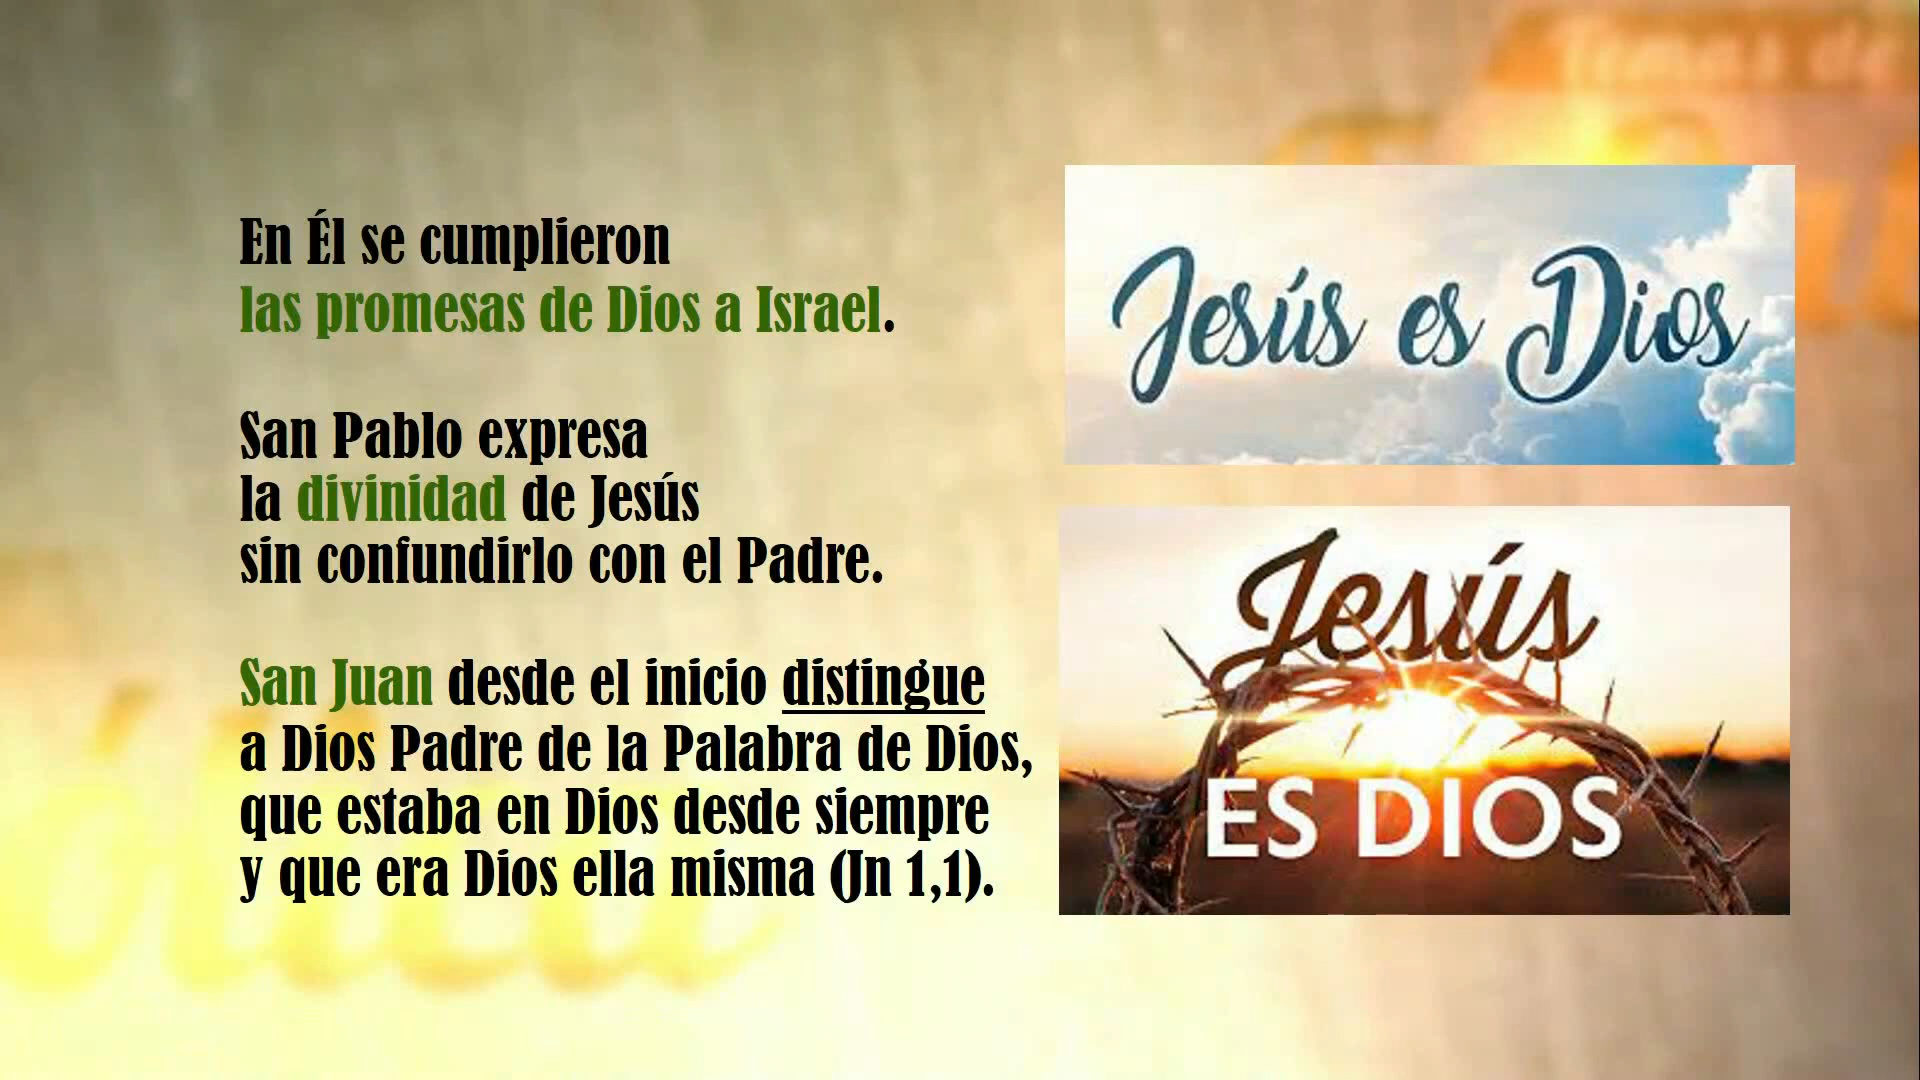 Temas de
En Él se cumplieron
las promesas de Dios a Israel.
San Pablo expresa
la divinidad de Jesús
sin confundirlo con el Padre.
San Juan desde el inicio distingue
a Dios Padre de la Palabra de Dios,
que estaba en Dios desde siempre
y que era Dios ella misma (Jn 1,1).
Jesús es Dios
Jesús
ES DIOS